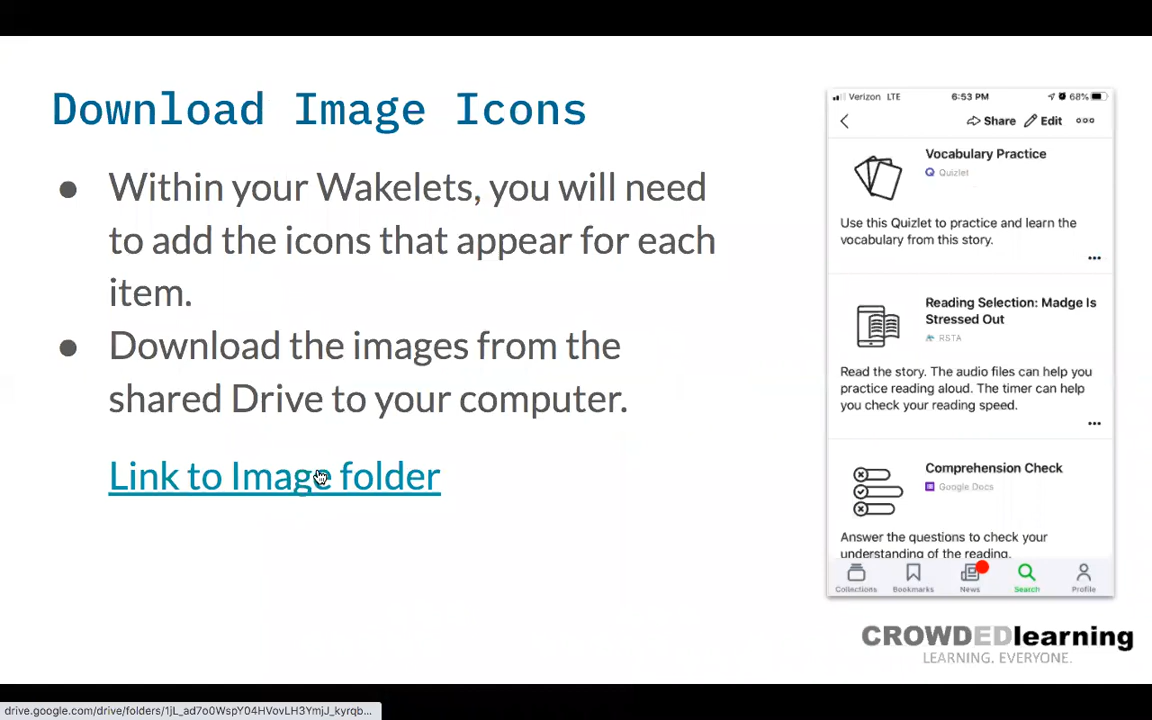 Download Image Icons
● Within your Wakelets, you will need
to add the icons that appear for each
item.
● Download the images from the
shared Drive to your computer.
Link to Image folder
Verizon LTE 6:53 PM 68%
Share Edit
Vocabulary Practice
Quizlet
Use this Quizlet to practice and learn the
vocabulary from this story.
Reading Selection: Madge Is
Stressed Out
RSTA
Read the story. The audio files can help you
practice reading aloud. The timer can help
you check your reading speed.
Comprehension Check
Google Docs
Answer the questions to check your
understanding of the reading.
Collections Bookmarks News Search Profile
CROWDEDlearning
LEARNING. EVERYONE.
drive.google.com/drive/folders/1jL_ad7o0WspY04HVovLH3YmjJ_kyrqb...